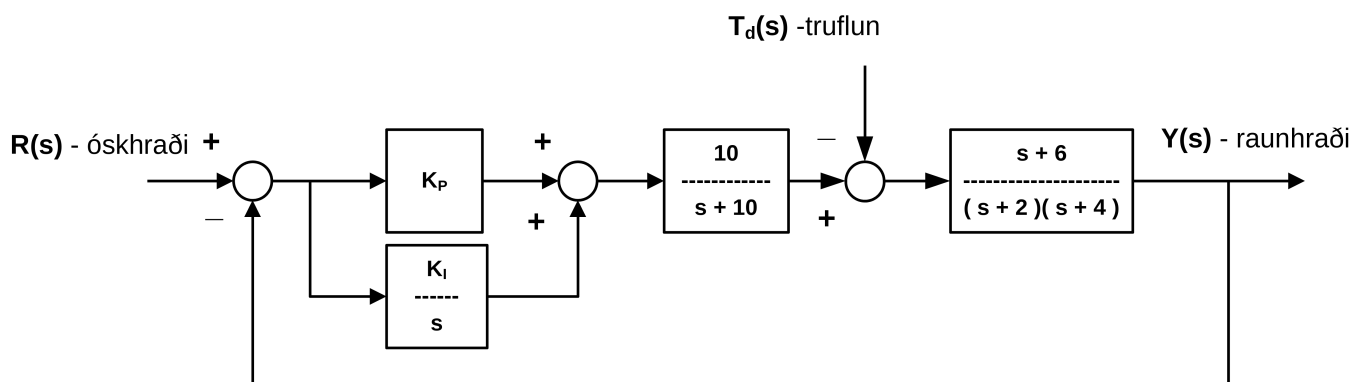 T_d(s) -truflun
R(s) - óskhraði
+
_
K_P
+
+
K_I
------
s
10
------------
s + 10
_
+
s + 6
---------------------
( s + 2 )( s + 4 )
Y(s) - raunhraði